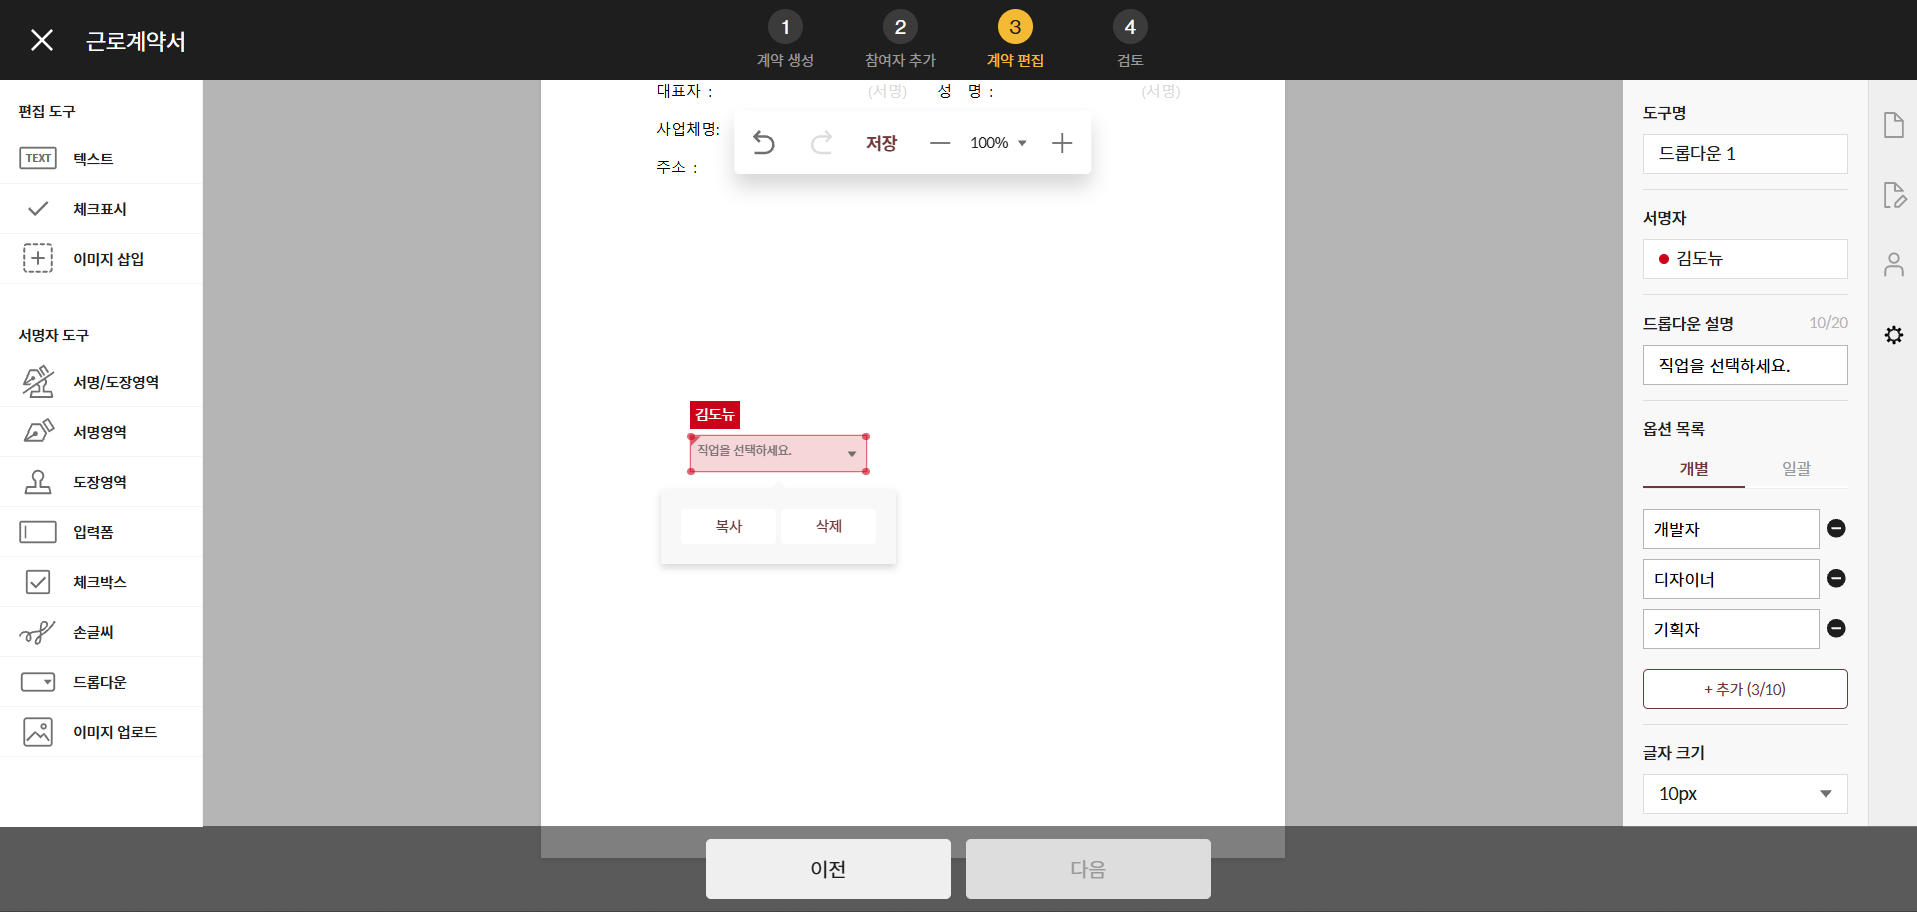 근로계약서
1
계약 생성
2
참여자 추가
3
계약 편집
4
검토
편집 도구
TEXT 텍스트
체크표시
이미지 삽입
서명자 도구
서명/도장영역
서명영역
도장영역
입력폼
체크박스
손글씨
드롭다운
이미지 업로드
대표자 : (서명) 성 명 : (서명)
사업체명:
주소 :
저장 100%
김도뉴
직업을 선택하세요.
복사 삭제
도구명
드롭다운 1
서명자
김도뉴
드롭다운 설명 10/20
직업을 선택하세요.
옵션 목록
개별 일괄
개발자
디자이너
기획자
+ 추가 (3/10)
글자 크기
10px
이전 다음